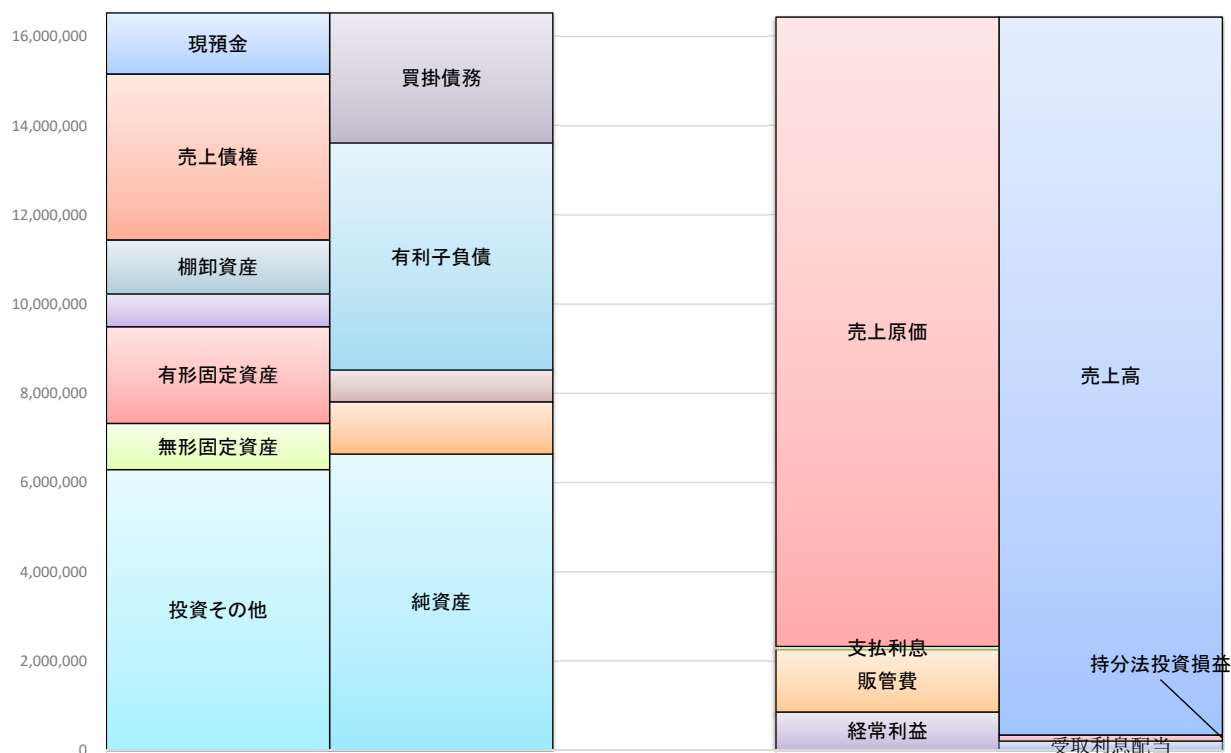 16,000,000
14,000,000
12,000,000
10,000,000
8,000,000
6,000,000
4,000,000
2,000,000
0
現預金
売上債権
棚卸資産
有形固定資産
無形固定資産
投資その他
買掛債務
有利子負債
純資産
売上原価
支払利息
販管費
経常利益
売上高
持分法投資損益
受取利息配当